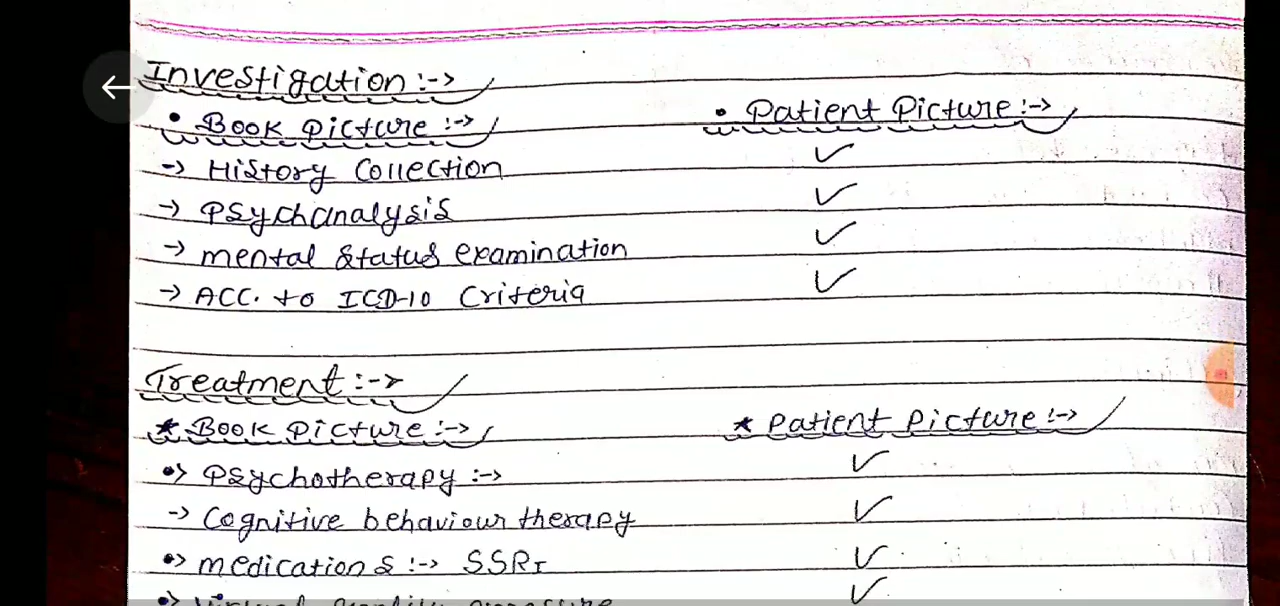 Investigation :->
• Book Picture :-> • Patient Picture :->
-> History Collection ✓
-> Psychanalysis ✓
-> mental Status examination ✓
-> Acc. to ICD-10 Criteria ✓
Treatment :->
* Book Picture :-> * Patient Picture :->
•> Psychotherapy :-> ✓
-> Cognitive behaviour therapy ✓
•> medications :-> SSRI ✓
•> ✓